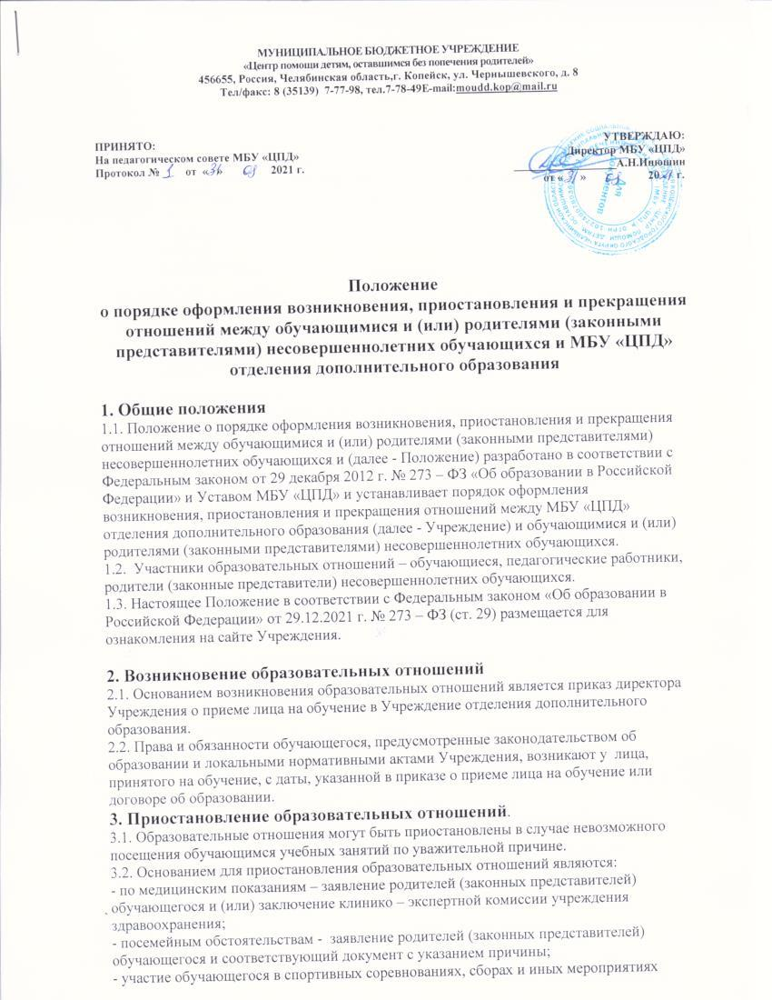 МУНИЦИПАЛЬНОЕ БЮДЖЕТНОЕ УЧРЕЖДЕНИЕ
«Центр помощи детям, оставшимся без попечения родителей»
456655, Россия, Челябинская область,г. Копейск, ул. Чернышевского, д. 8
Тел/факс: 8 (35139) 7-77-98, тел.7-78-49E-mail:moudd.kop@mail.ru
ПРИНЯТО:
На педагогическом совете МБУ «ЦПД»
Протокол № 1 от «31» 08 2021 г.
УТВЕРЖДАЮ:
Директор МБУ «ЦПД»
А.Н.Инюшин
от «31» 08 2021 г.
Для документов
Положение
о порядке оформления возникновения, приостановления и прекращения
отношений между обучающимися и (или) родителями (законными
представителями) несовершеннолетних обучающихся и МБУ «ЦПД»
отделения дополнительного образования
1. Общие положения
1.1. Положение о порядке оформления возникновения, приостановления и прекращения
отношений между обучающимися и (или) родителями (законными представителями)
несовершеннолетних обучающихся и (далее - Положение) разработано в соответствии с
Федеральным законом от 29 декабря 2012 г. № 273 – ФЗ «Об образовании в Российской
Федерации» и Уставом МБУ «ЦПД» и устанавливает порядок оформления
возникновения, приостановления и прекращения отношений между МБУ «ЦПД»
отделения дополнительного образования (далее - Учреждение) и обучающимися и (или)
родителями (законными представителями) несовершеннолетних обучающихся.
1.2. Участники образовательных отношений – обучающиеся, педагогические работники,
родители (законные представители) несовершеннолетних обучающихся.
1.3. Настоящее Положение в соответствии с Федеральным законом «Об образовании в
Российской Федерации» от 29.12.2021 г. № 273 – ФЗ (ст. 29) размещается для
ознакомления на сайте Учреждения.
2. Возникновение образовательных отношений
2.1. Основанием возникновения образовательных отношений является приказ директора
Учреждения о приеме лица на обучение в Учреждение отделения дополнительного
образования.
2.2. Права и обязанности обучающегося, предусмотренные законодательством об
образовании и локальными нормативными актами Учреждения, возникают у лица,
принятого на обучение, с даты, указанной в приказе о приеме лица на обучение или
договоре об образовании.
3. Приостановление образовательных отношений.
3.1. Образовательные отношения могут быть приостановлены в случае невозможного
посещения обучающимся учебных занятий по уважительной причине.
3.2. Основанием для приостановления образовательных отношений являются:
- по медицинским показаниям – заявление родителей (законных представителей)
обучающегося и (или) заключение клинико – экспертной комиссии учреждения
здравоохранения;
- посемейным обстоятельствам - заявление родителей (законных представителей)
обучающегося и соответствующий документ с указанием причины;
- участие обучающегося в спортивных соревнованиях, сборах и иных мероприятиях